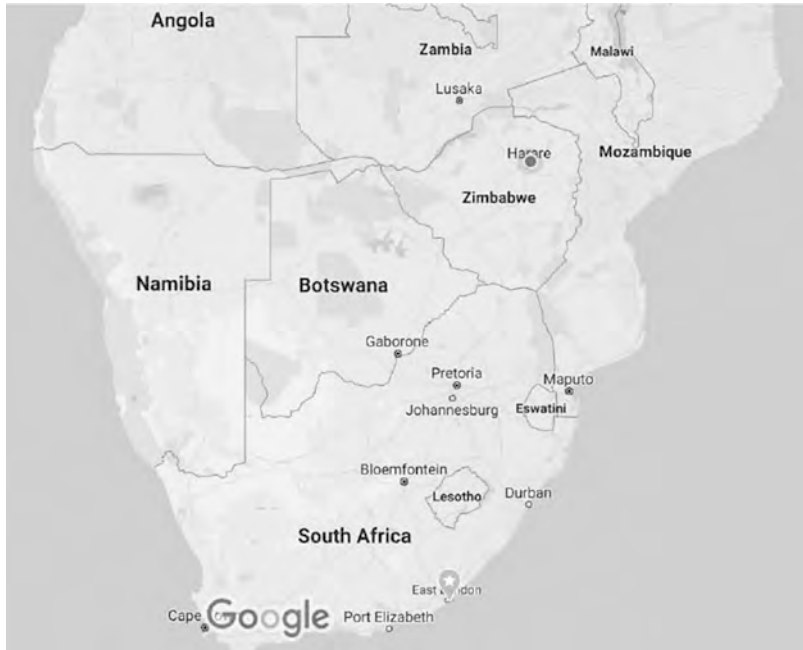 Angola
Zambia
Malawi
Lusaka
Harare
Mozambique
Zimbabwe
Namibia
Botswana
Gaborone
Pretoria
Maputo
Johannesburg
Eswatini
Bloemfontein
Lesotho
Durban
South Africa
East London
Cape
Google
Port Elizabeth